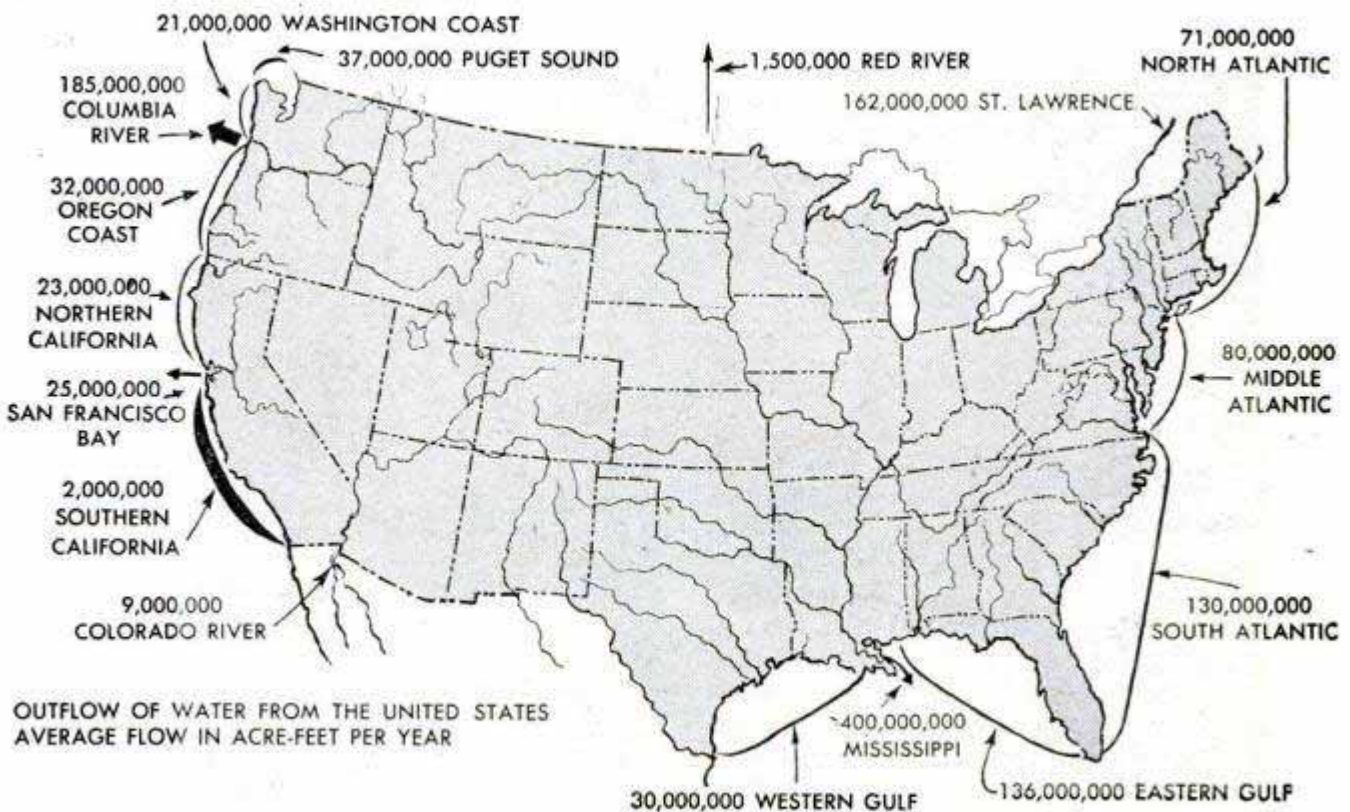 21,000,000 WASHINGTON COAST
37,000,000 PUGET SOUND
185,000,000
COLUMBIA
RIVER
32,000,000
OREGON
COAST
23,000,000
NORTHERN
CALIFORNIA
25,000,000
SAN FRANCISCO
BAY
2,000,000
SOUTHERN
CALIFORNIA
9,000,000
COLORADO RIVER
1,500,000 RED RIVER
162,000,000 ST. LAWRENCE
71,000,000
NORTH ATLANTIC
80,000,000
MIDDLE
ATLANTIC
130,000,000
SOUTH ATLANTIC
136,000,000 EASTERN GULF
400,000,000
MISSISSIPPI
30,000,000 WESTERN GULF
OUTFLOW OF WATER FROM THE UNITED STATES
AVERAGE FLOW IN ACRE-FEET PER YEAR